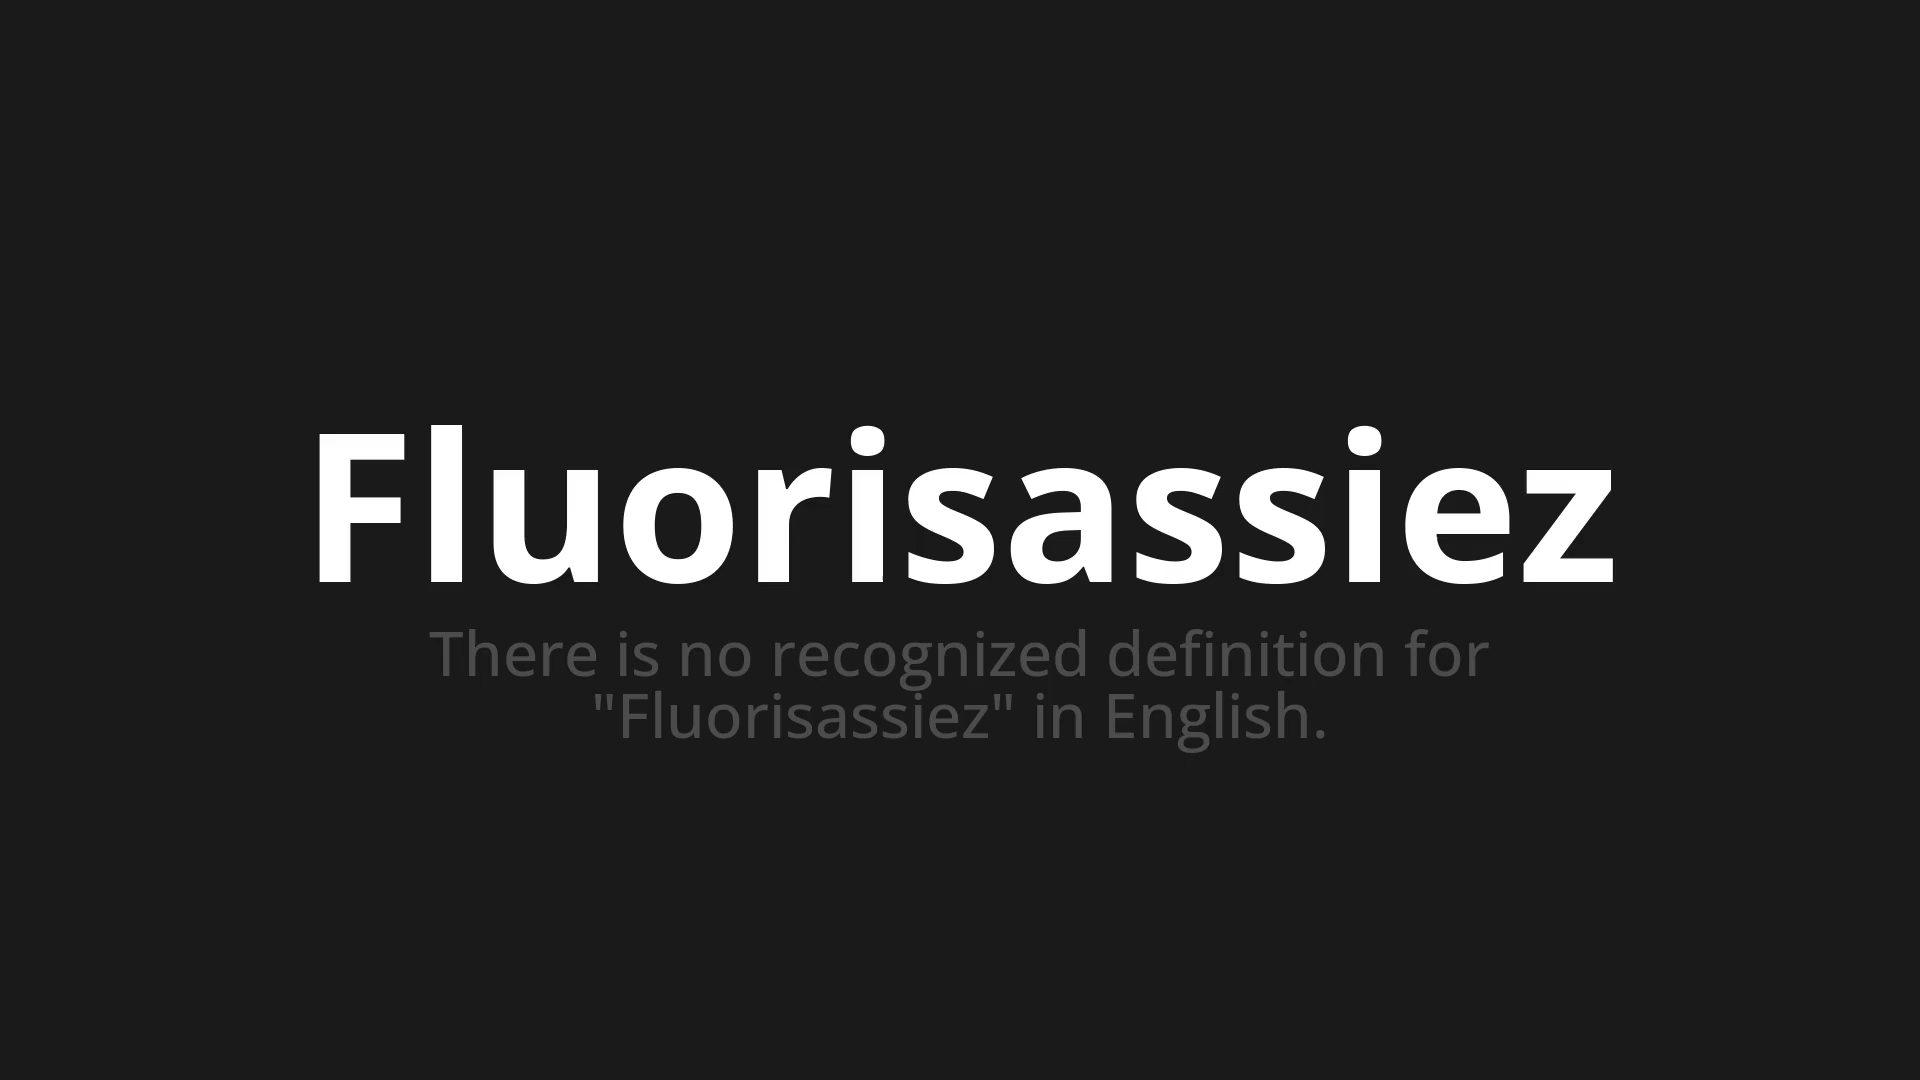 Fluorisassiez
There is no recognized definition for
"Fluorisassiez" in English.